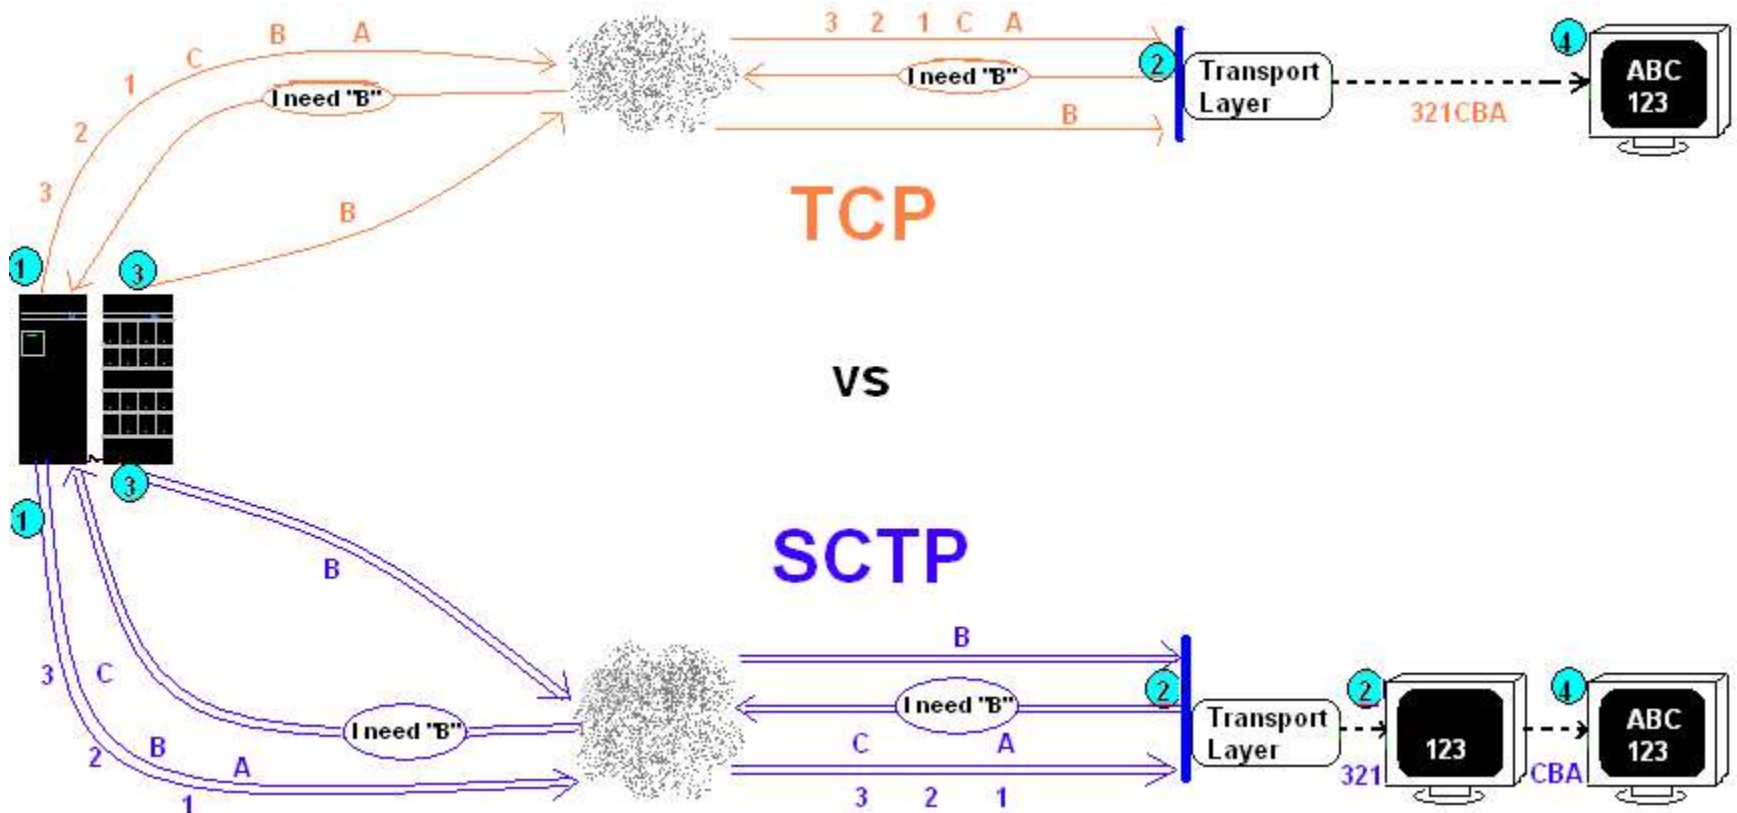 3 2 1 C A
B A
C
1
I need "B"
2
I need "B"
2
Transport
Layer
4
ABC
123
321CBA
B
3
B
TCP
1
3
vs
3
1
SCTP
B
B
I need "B"
2
2
4
3
C
I need "B"
Transport
Layer
123
ABC
123
C A
B
2
A
321
CBA
1
3 2 1